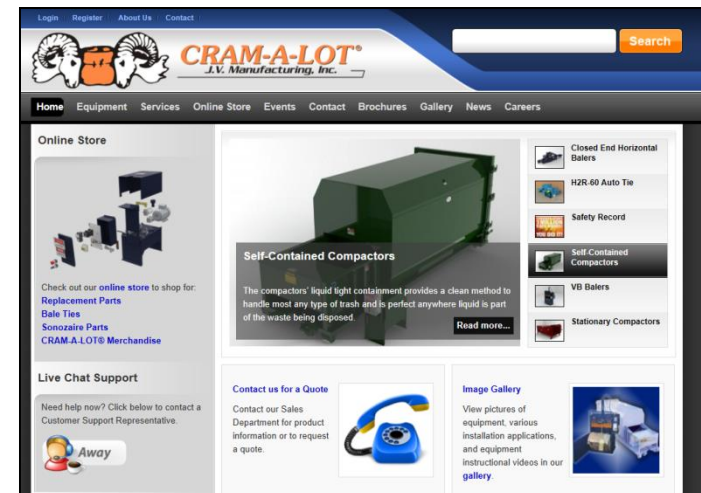 Login Register About Us Contact
CRAM-A-LOT®
J.V. Manufacturing, Inc.
Search
Home Equipment Services Online Store Events Contact Brochures Gallery News Careers
Online Store
Check out our online store to shop for:
Replacement Parts
Bale Ties
Sonozaire Parts
CRAM-A-LOT® Merchandise
Live Chat Support
Need help now? Click below to contact a
Customer Support Representative.
Away
Self-Contained Compactors
The compactors' liquid tight containment provides a clean method to
handle most any type of trash and is perfect anywhere liquid is part
of the waste being disposed.
Read more...
Closed End Horizontal
Balers
H2R-60 Auto Tie
Safety Record
Self-Contained
Compactors
VB Balers
Stationary Compactors
Contact us for a Quote
Contact our Sales
Department for product
information or to request
a quote.
Image Gallery
View pictures of
equipment, various
installation applications,
and equipment
instructional videos in our
gallery.